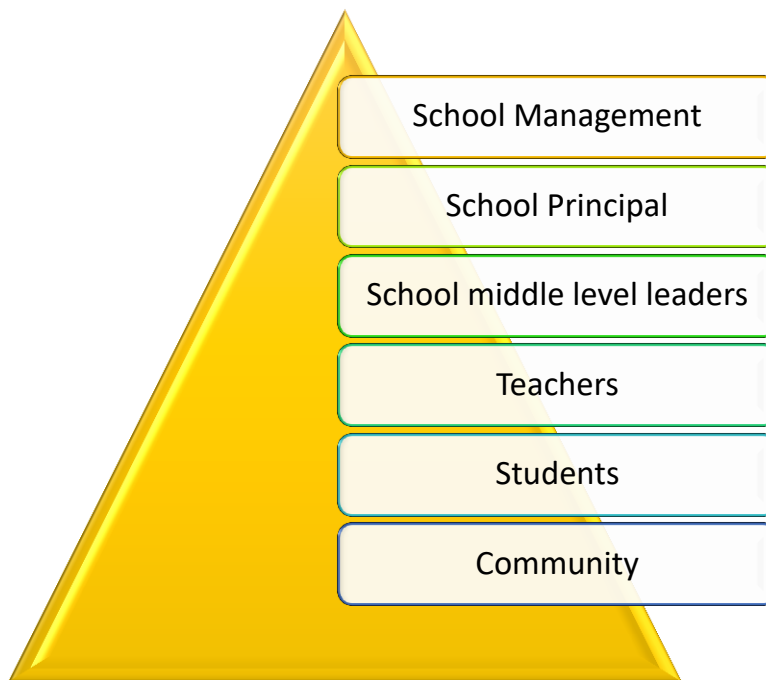 School Management
School Principal
School middle level leaders
Teachers
Students
Community